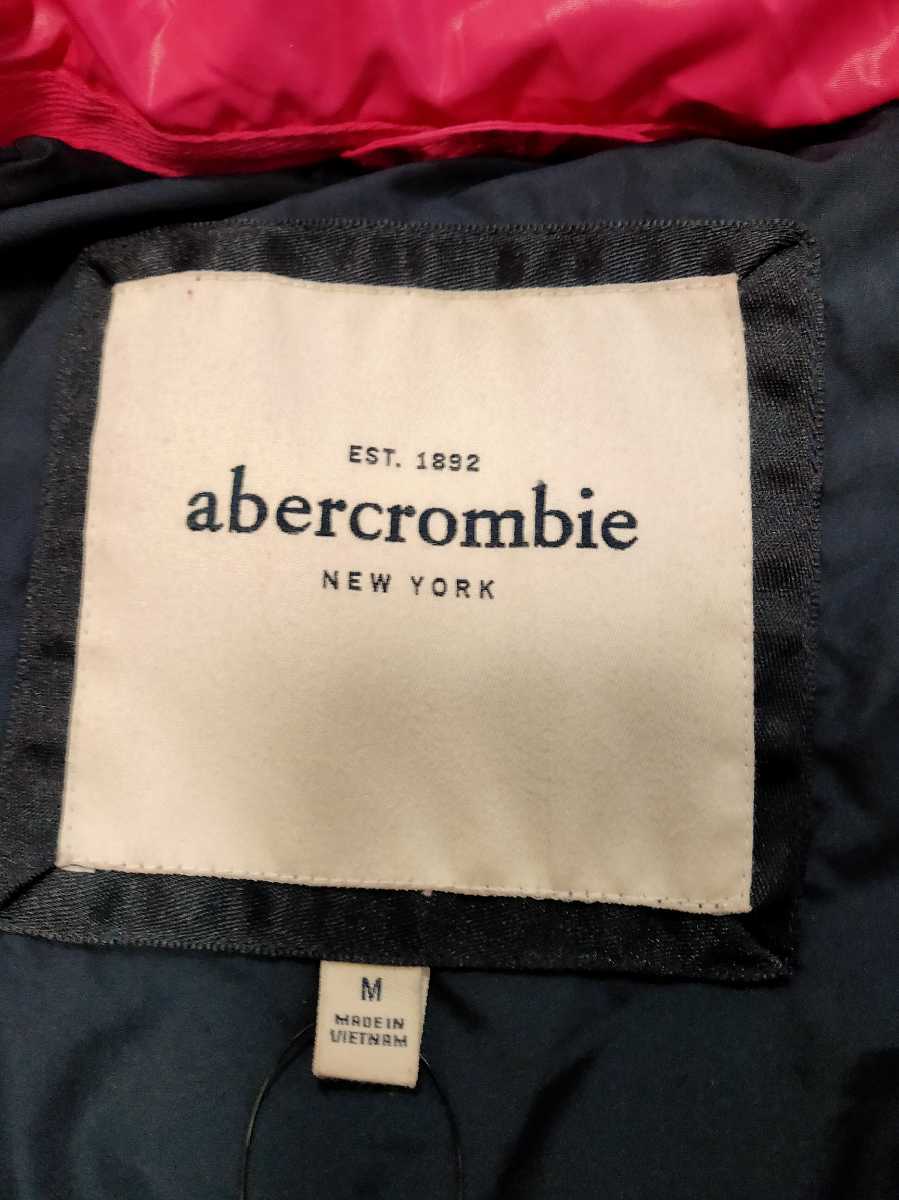 EST. 1892
abercrombie
NEW YORK
M
MADE IN
VIETNAM